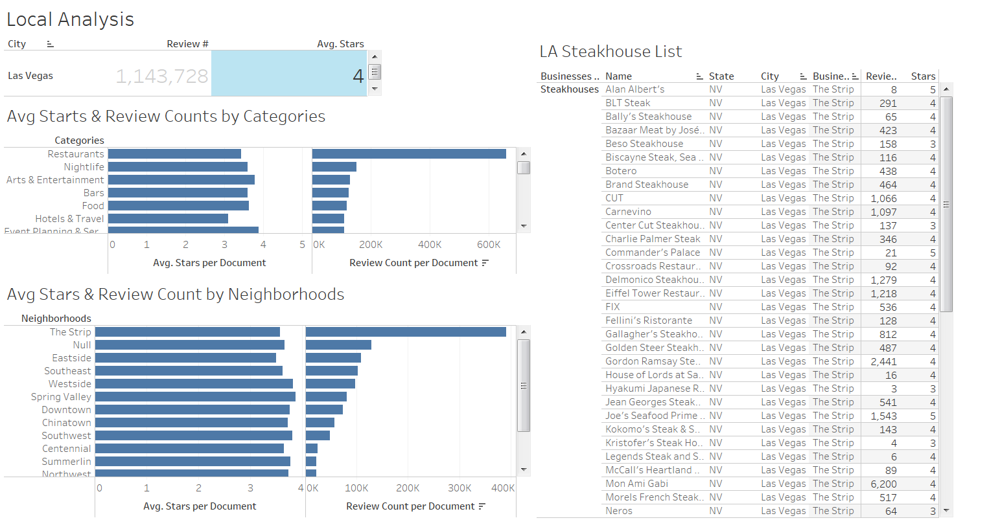 Local Analysis
City Review # Avg. Stars
Las Vegas 1,143,728 4
Avg Starts & Review Counts by Categories
Categories
Restaurants
Nightlife
Arts & Entertainment
Bars
Food
Hotels & Travel
Event Planning & Ser..
0 1 2 3 4 5 0K 200K 400K 600K
Avg. Stars per Document Review Count per Document
Avg Stars & Review Count by Neighborhoods
Neighborhoods
The Strip
Null
Eastside
Southeast
Westside
Spring Valley
Downtown
Chinatown
Southwest
Centennial
Summerlin
Northwest
0 1 2 3 4 0K 100K 200K 300K 400K
Avg. Stars per Document Review Count per Document
LA Steakhouse List
Businesses .. Name State City Busine.. Revie.. Stars
Steakhouses Alan Albert's NV Las Vegas The Strip 8 5
BLT Steak NV Las Vegas The Strip 291 4
Bally's Steakhouse NV Las Vegas The Strip 65 4
Bazaar Meat by José.. NV Las Vegas The Strip 423 4
Beso Steakhouse NV Las Vegas The Strip 158 3
Biscayne Steak, Sea .. NV Las Vegas The Strip 116 4
Botero NV Las Vegas The Strip 438 4
Brand Steakhouse NV Las Vegas The Strip 464 4
CUT NV Las Vegas The Strip 1,066 4
Carnevino NV Las Vegas The Strip 1,097 4
Center Cut Steakhou.. NV Las Vegas The Strip 137 3
Charlie Palmer Steak NV Las Vegas The Strip 346 4
Commander's Palace NV Las Vegas The Strip 21 5
Crossroads Restaur.. NV Las Vegas The Strip 92 4
Delmonico Steakhou.. NV Las Vegas The Strip 1,279 4
Eiffel Tower Restaur.. NV Las Vegas The Strip 1,218 4
FIX NV Las Vegas The Strip 536 4
Fellini's Ristorante NV Las Vegas The Strip 128 4
Gallagher's Steakho.. NV Las Vegas The Strip 812 4
Golden Steer Steakh.. NV Las Vegas The Strip 487 4
Gordon Ramsay Ste.. NV Las Vegas The Strip 2,441 4
House of Lords at Sa.. NV Las Vegas The Strip 16 4
Hyakumi Japanese R.. NV Las Vegas The Strip 3 3
Jean Georges Steak.. NV Las Vegas The Strip 541 4
Joe's Seafood Prime .. NV Las Vegas The Strip 1,543 5
Kokomo's Steak & S.. NV Las Vegas The Strip 143 4
Kristofer's Steak Ho.. NV Las Vegas The Strip 4 3
Legends Steak and S.. NV Las Vegas The Strip 6 4
McCall's Heartland .. NV Las Vegas The Strip 89 4
Mon Ami Gabi NV Las Vegas The Strip 6,200 4
Morels French Steak.. NV Las Vegas The Strip 517 4
Neros NV Las Vegas The Strip 64 3